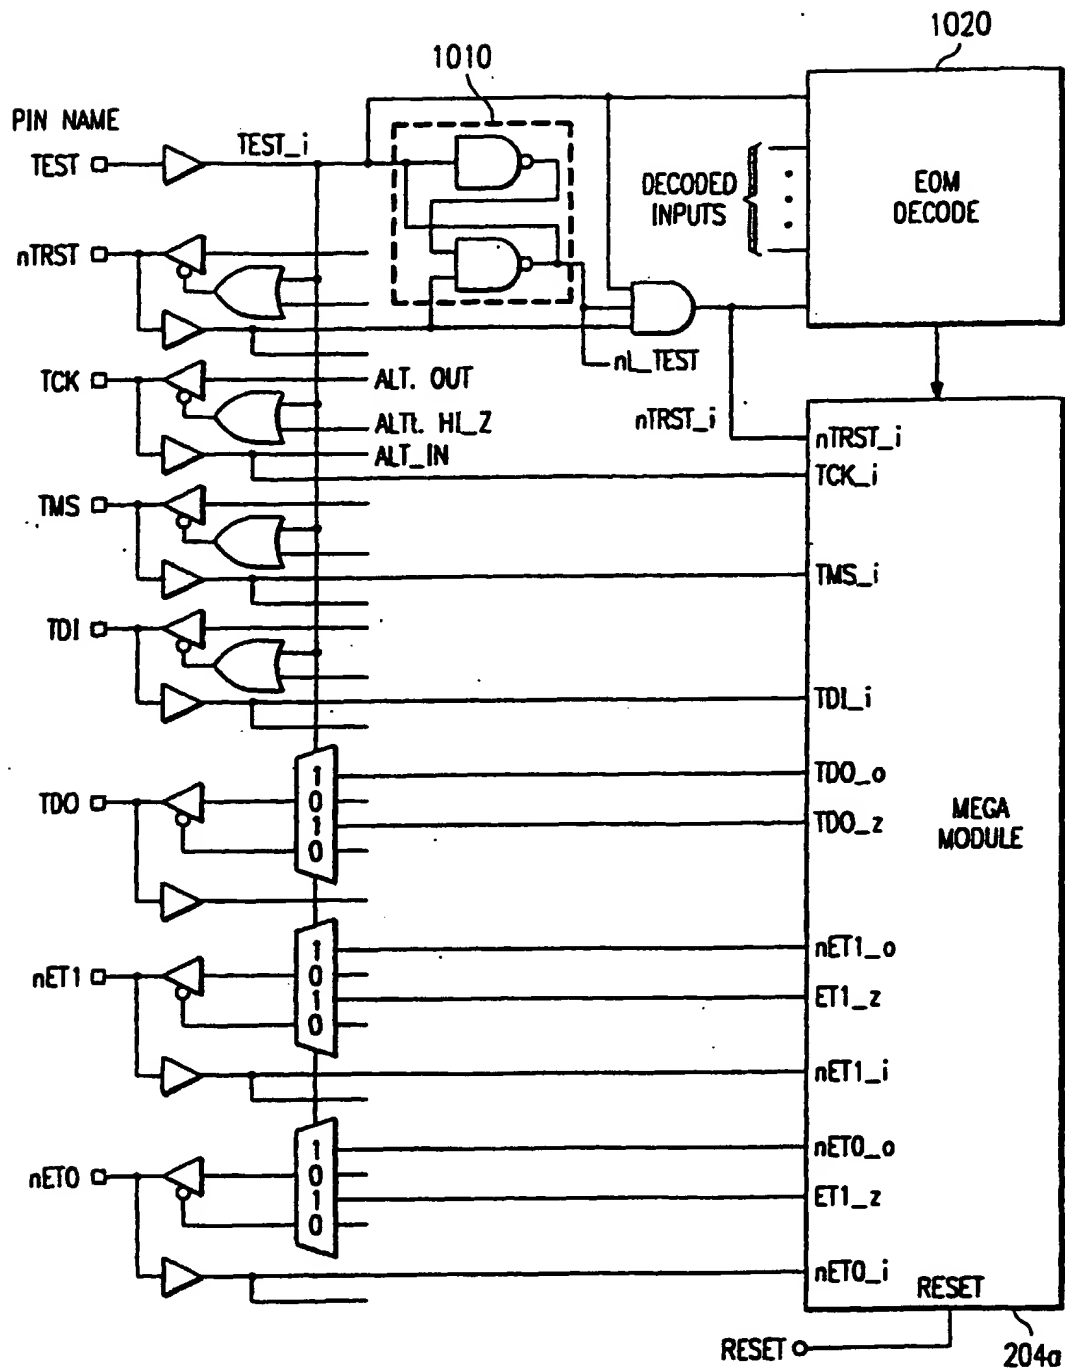 1020
1010
PIN NAME
TEST
TEST_i
DECODED
INPUTS
EOM
DECODE
nTRST
nL_TEST
TCK
ALT. OUT
ALTt. HI_Z
ALT_IN
nTRST_i
nTRST_i
TCK_i
TMS
TMS_i
TDI
TDI_i
TDO
1
0
1
0
TDO_o
TDO_z
MEGA
MODULE
nET1
1
0
1
0
nET1_o
ET1_z
nET1_i
nET0
1
0
1
0
nET0_o
ET1_z
nET0_i
RESET
RESET
204a